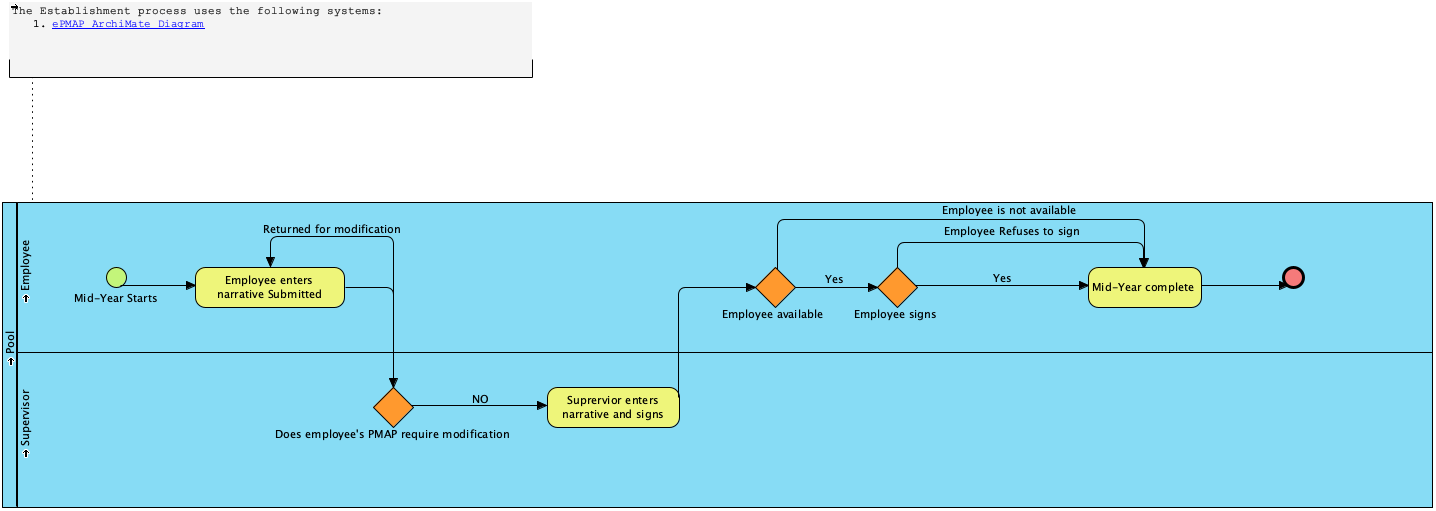 The Establishment process uses the following systems:
1. ePMAP ArchiMate Diagram
Pool
Employee
Supervisor
Mid-Year Starts
Returned for modification
Employee enters
narrative Submitted
Does employee's PMAP require modification
NO
Suprervior enters
narrative and signs
Employee available
Yes
Employee signs
Employee is not available
Employee Refuses to sign
Yes
Mid-Year complete